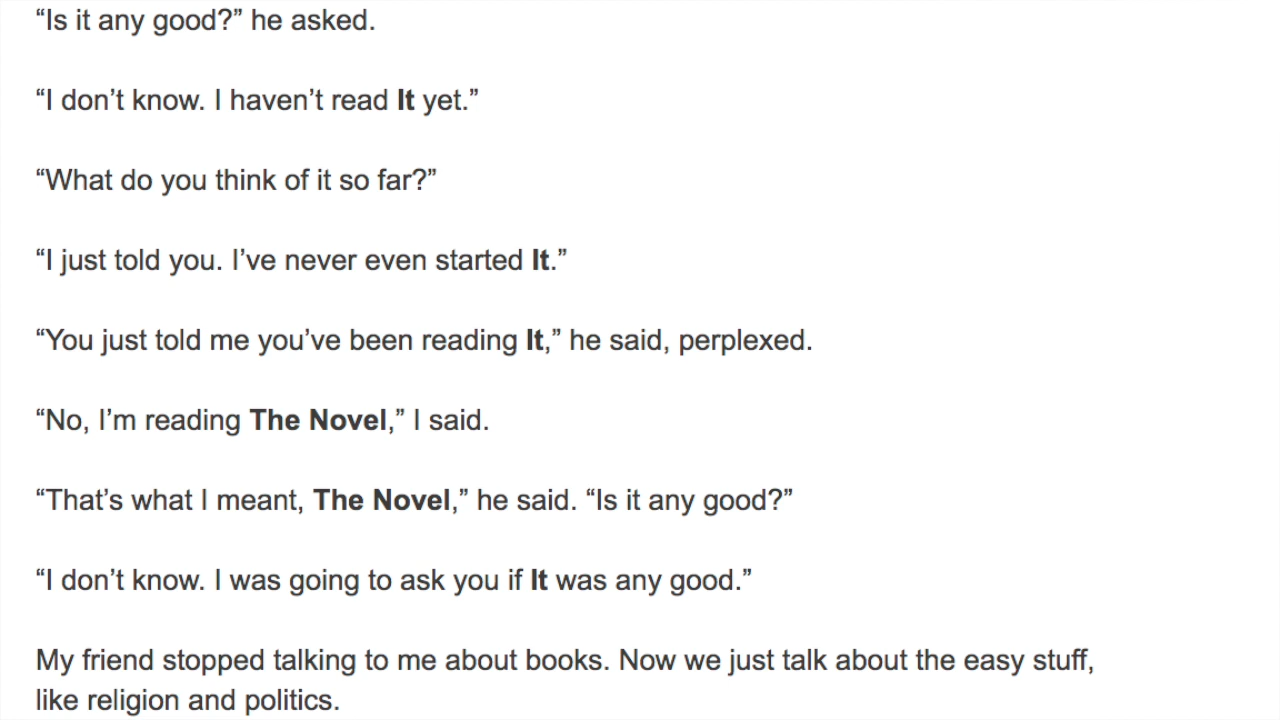 “Is it any good?” he asked.
“I don’t know. I haven’t read It yet.”
“What do you think of it so far?”
“I just told you. I’ve never even started It.”
“You just told me you’ve been reading It,” he said, perplexed.
“No, I’m reading The Novel,” I said.
“That’s what I meant, The Novel,” he said. “Is it any good?”
“I don’t know. I was going to ask you if It was any good.”
My friend stopped talking to me about books. Now we just talk about the easy stuff,
like religion and politics.